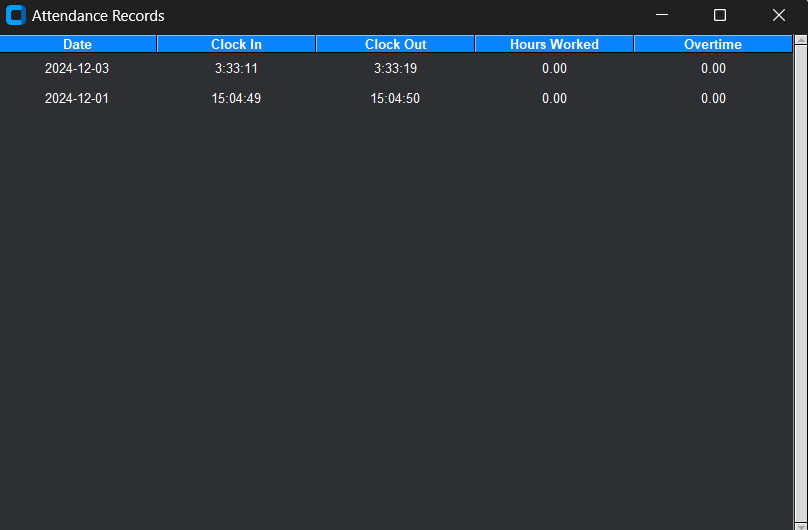 Attendance Records
Date Clock In Clock Out Hours Worked Overtime
2024-12-03 3:33:11 3:33:19 0.00 0.00
2024-12-01 15:04:49 15:04:50 0.00 0.00